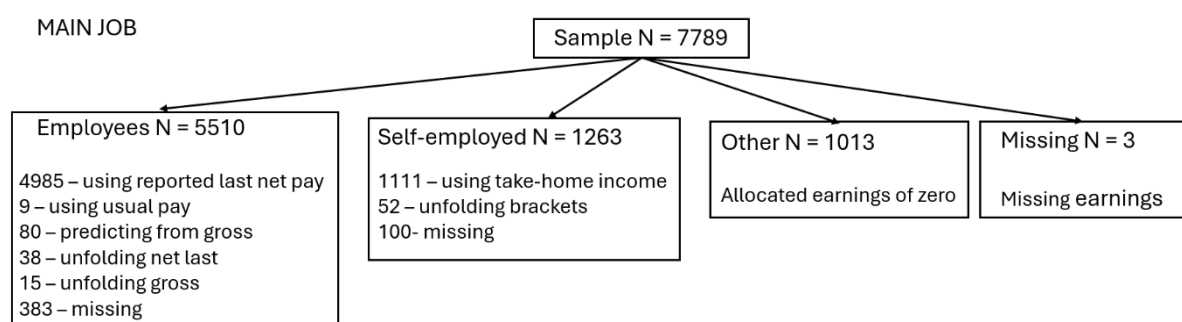 MAIN JOB
Sample N = 7789
Employees N = 5510
4985 – using reported last net pay
9 – using usual pay
80 – predicting from gross
38 – unfolding net last
15 – unfolding gross
383 – missing
Self-employed N = 1263
1111 – using take-home income
52 – unfolding brackets
100- missing
Other N = 1013
Allocated earnings of zero
Missing N = 3
Missing earnings